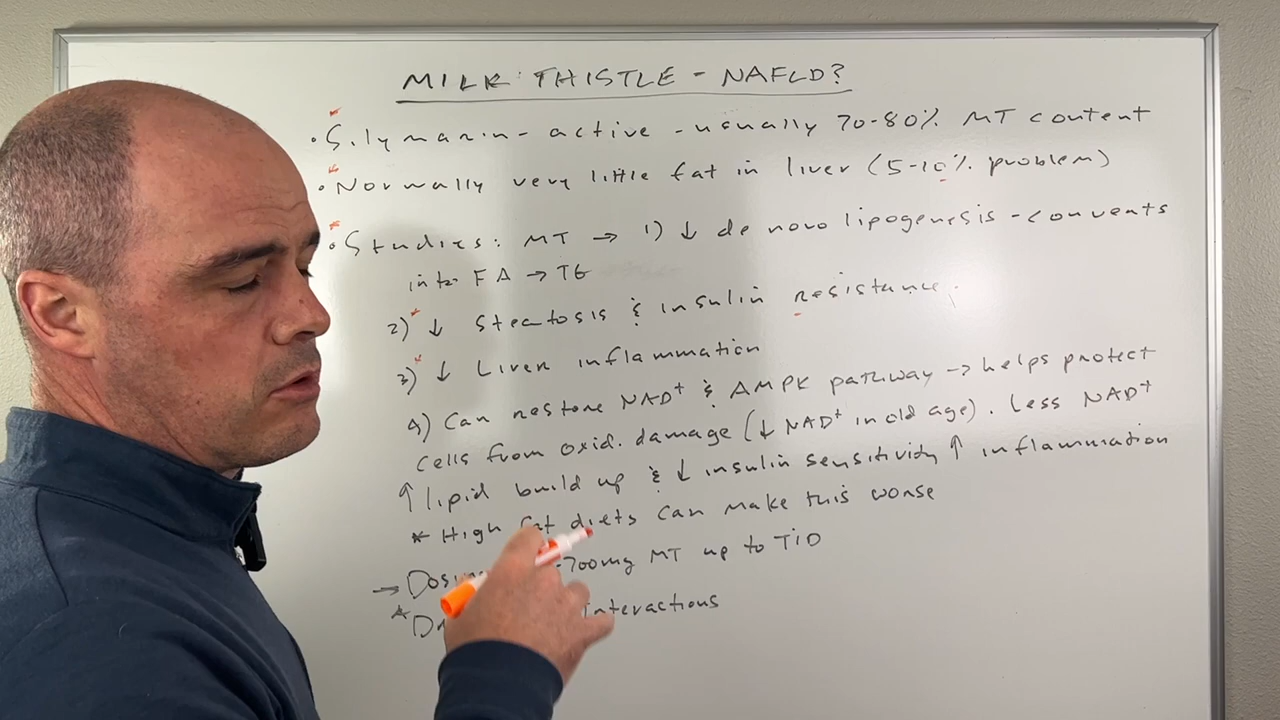 MILK THISTLE - NAFLD?
• Silymarin - active - usually 70-80% MT content
• Normally very little fat in liver (5-10% problem)
• Studies: MT → 1) ↓ de novo lipogenesis - convents
into FA → TG
2) ↓ Steatosis & insulin resistance.
3) ↓ Liver inflammation
4) Can restore NAD+ & AMPK pathway → helps protect
cells from oxid. damage (↓ NAD+ in old age). Less NAD+
↑ lipid build up & ↓ insulin sensitivity ↑ inflammation
* High fat diets can make this worse
→ -700mg MT up to TID
* interactions